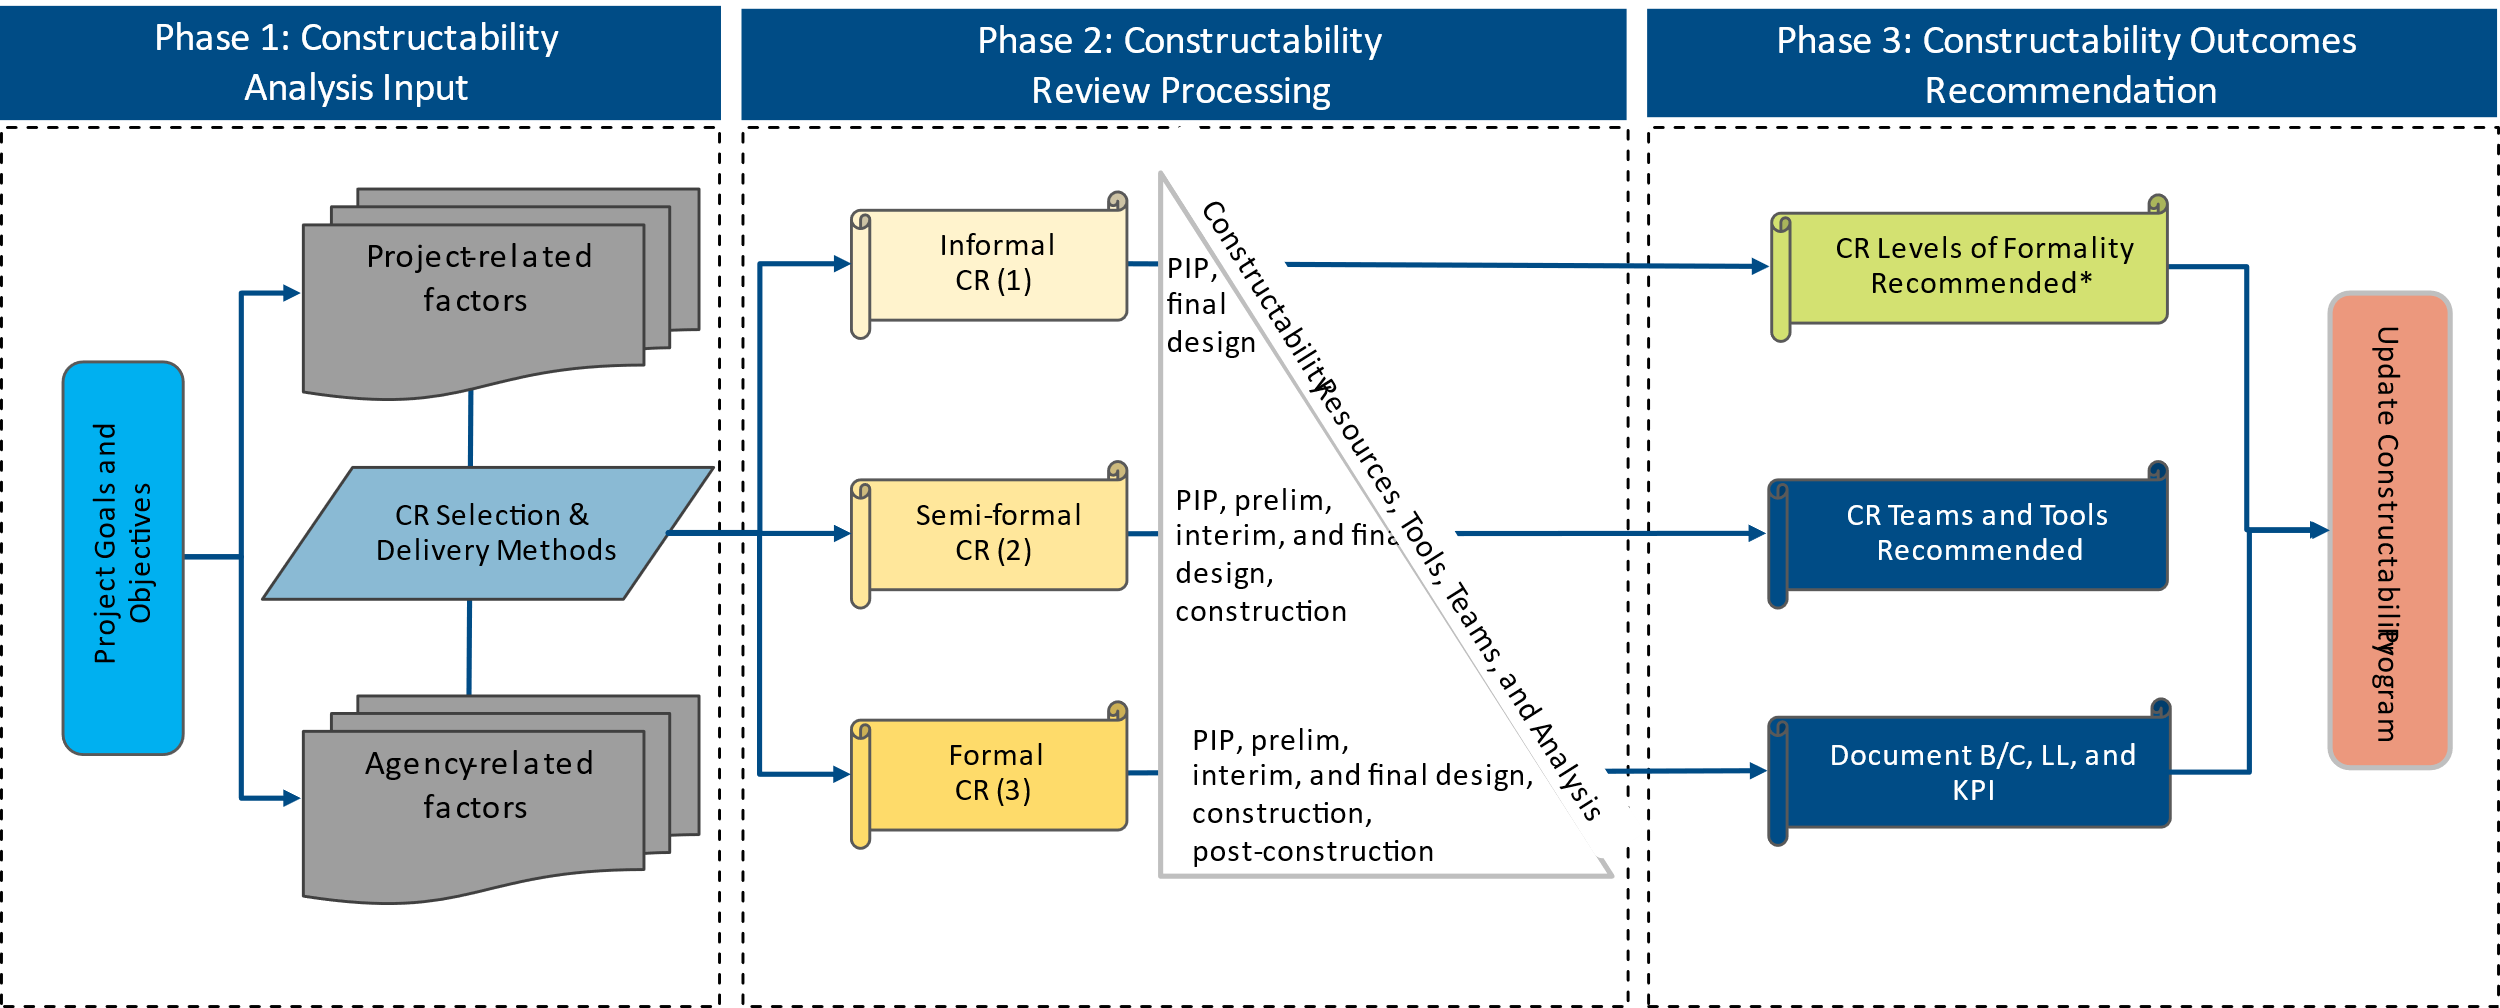 Phase 1: Constructability
Analysis Input
Phase 2: Constructability
Review Processing
Phase 3: Constructability Outcomes
Recommendation
Project Goals and
Objectives
Project-related
factors
CR Selection &
Delivery Methods
Agency-related
factors
Informal
CR (1)
Semi-formal
CR (2)
Formal
CR (3)
PIP,
final
design
PIP, prelim,
interim, and final
design,
construction
PIP, prelim,
interim, and final design,
construction,
post-construction
Constructability Resources, Tools, Teams, and Analysis
CR Levels of Formality
Recommended*
CR Teams and Tools
Recommended
Document B/C, LL, and
KPI
Update Constructability Program